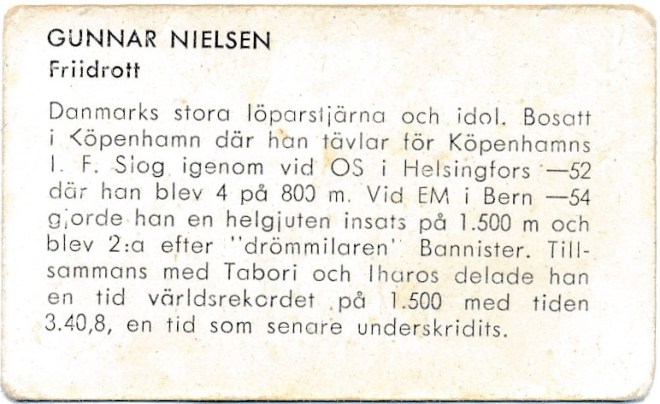 GUNNAR NIELSEN
Friidrott
Danmarks stora löparstjärna och idol. Bosatt
i Köpenhamn där han tävlar för Köpenhamns
I. F. Slog igenom vid OS i Helsingfors —52
där han blev 4 på 800 m. Vid EM i Bern —54
gjorde han en helgjuten insats på 1.500 m och
blev 2:a efter "drömmilaren" Bannister. Till-
sammans med Tabori och Iharos delade han
en tid världsrekordet på 1.500 med tiden
3.40,8, en tid som senare underskridits.